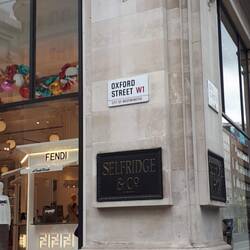 OXFORD
STREET W1
CITY OF WESTMINSTER
FENDI
SELFRIDGE
& Co.